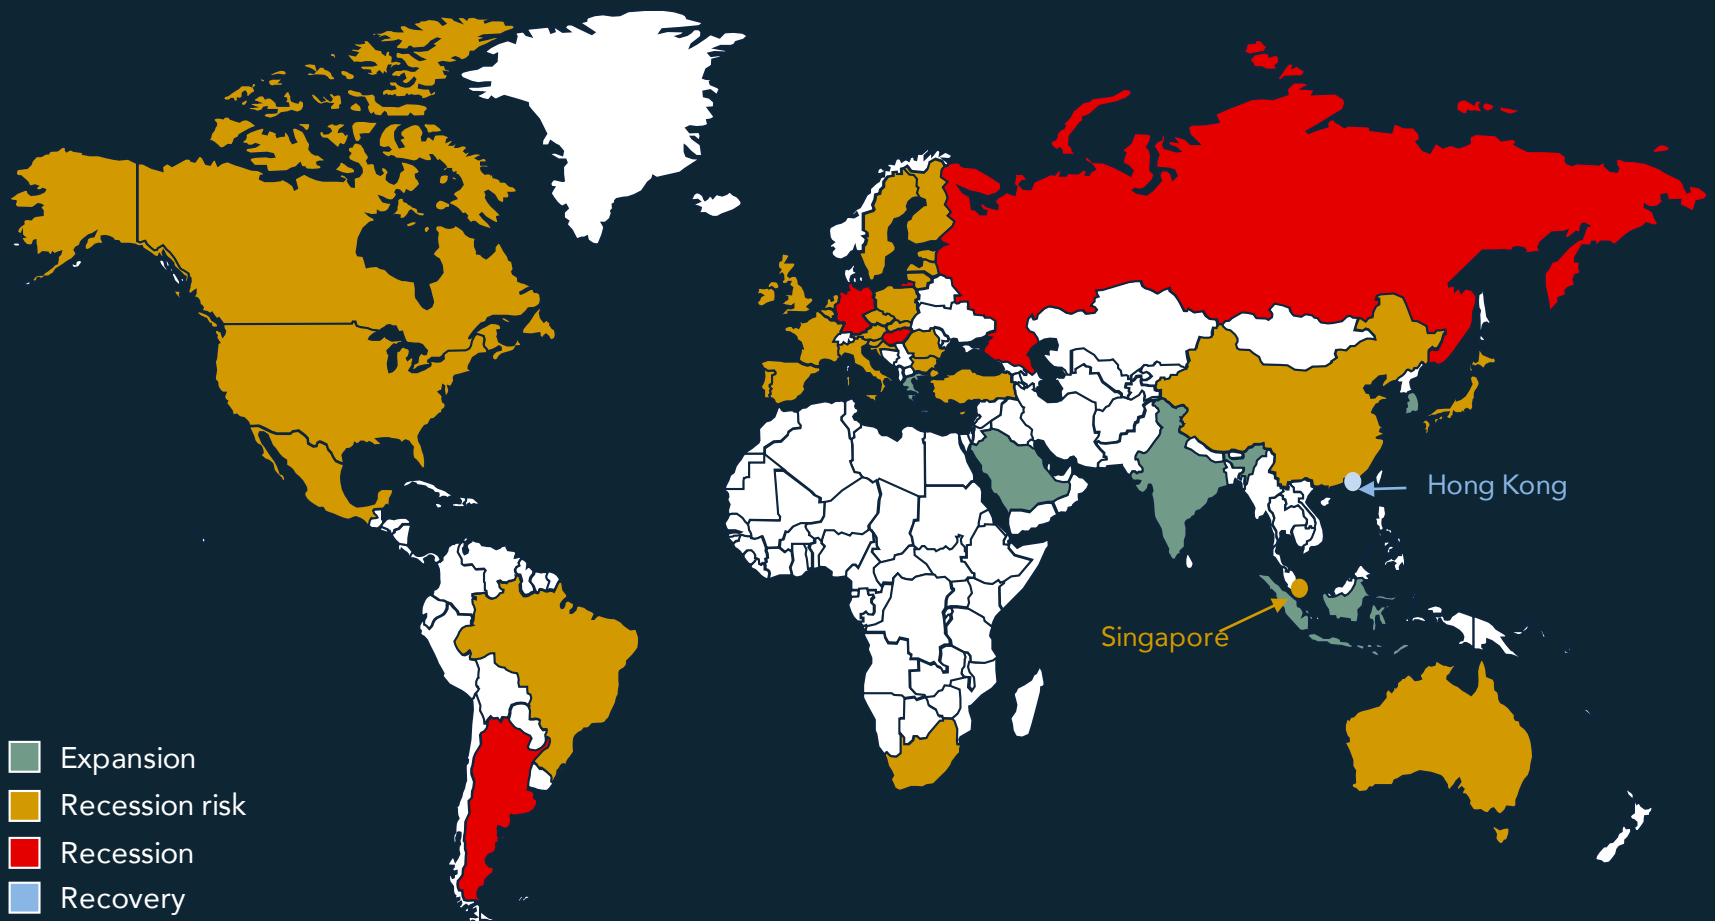 Hong Kong
Singapore
Expansion
Recession risk
Recession
Recovery